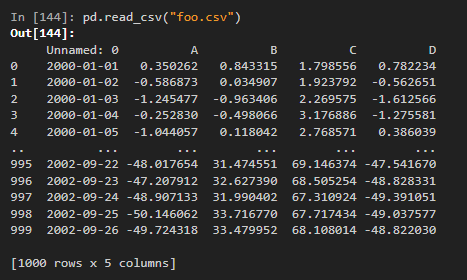 In [144]: pd.read_csv("foo.csv")
Out[144]:
Unnamed: 0 A B C D
0 2000-01-01 0.350262 0.843315 1.798556 0.782234
1 2000-01-02 -0.586873 0.034907 1.923792 -0.562651
2 2000-01-03 -1.245477 -0.963406 2.269575 -1.612566
3 2000-01-04 -0.252830 -0.498066 3.176886 -1.275581
4 2000-01-05 -1.044057 0.118042 2.768571 0.386039
.. ... ... ... ... ...
995 2002-09-22 -48.017654 31.474551 69.146374 -47.541670
996 2002-09-23 -47.207912 32.627390 68.505254 -48.828331
997 2002-09-24 -48.907133 31.990402 67.310924 -49.391051
998 2002-09-25 -50.146062 33.716770 67.717434 -49.037577
999 2002-09-26 -49.724318 33.479952 68.108014 -48.822030
[1000 rows x 5 columns]